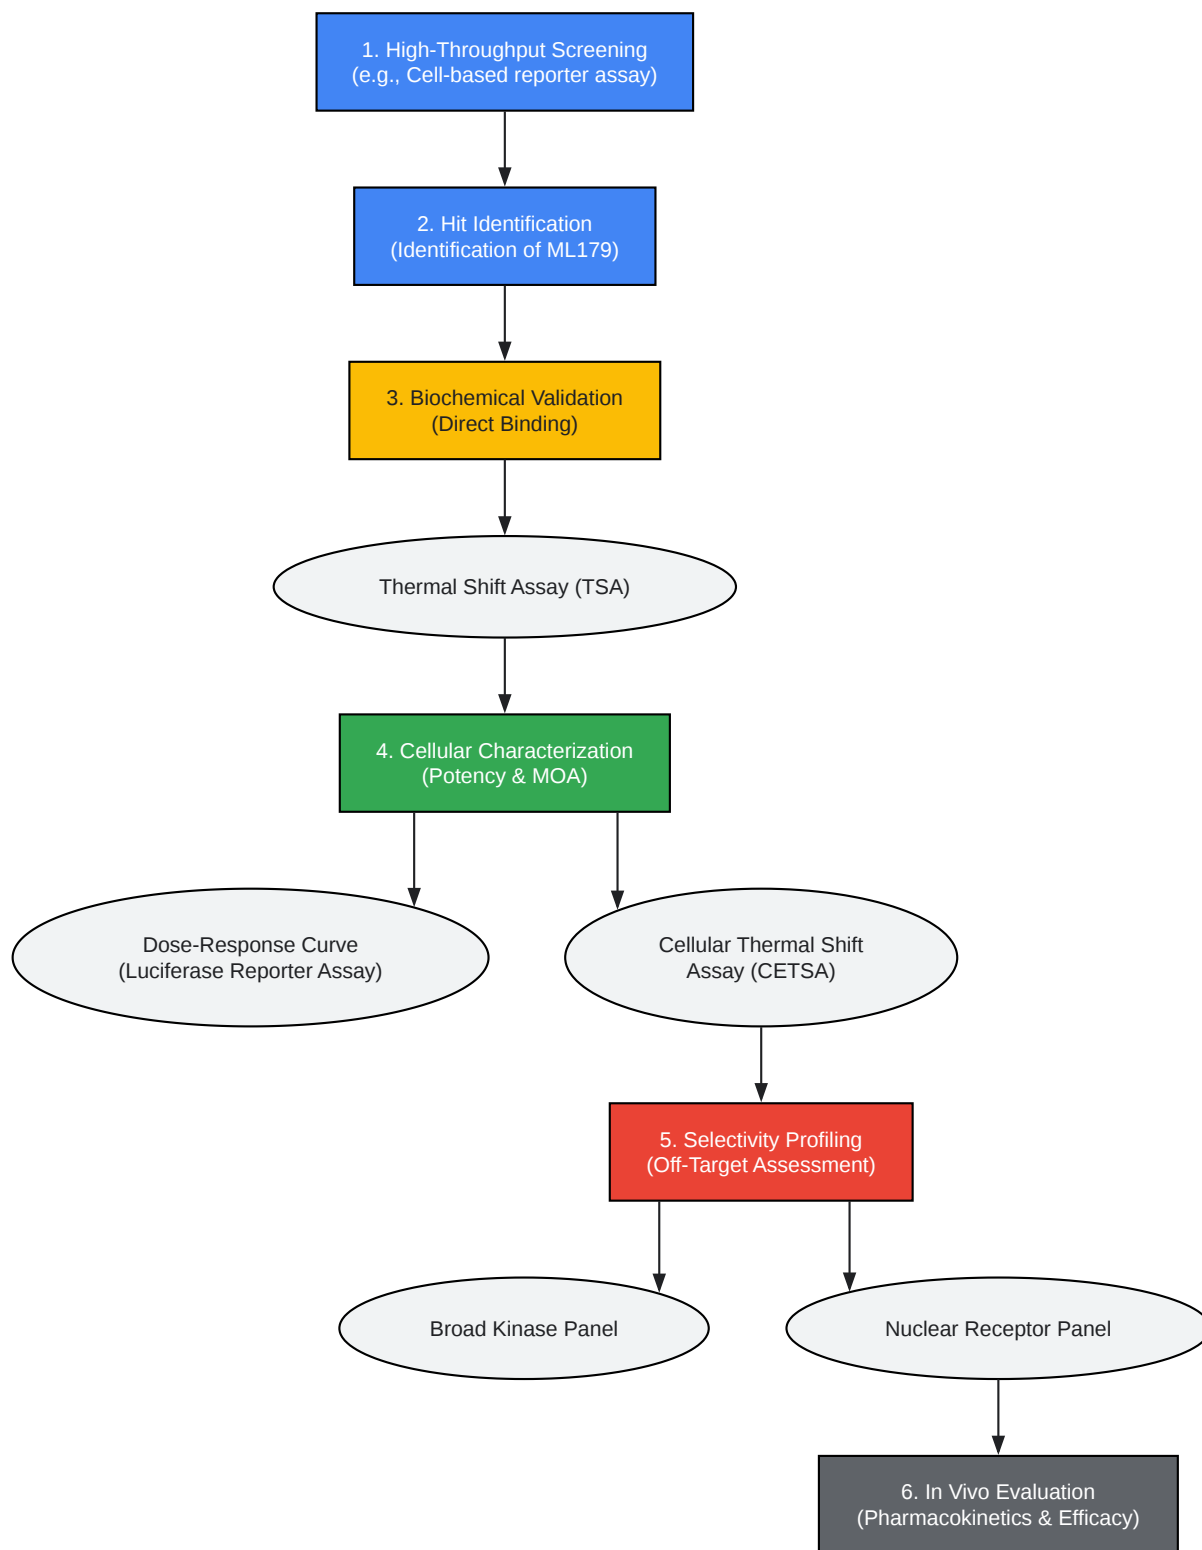 1. High-Throughput Screening
(e.g., Cell-based reporter assay)
2. Hit Identification
(Identification of ML179)
3. Biochemical Validation
(Direct Binding)
Thermal Shift Assay (TSA)
4. Cellular Characterization
(Potency & MOA)
Dose-Response Curve
(Luciferase Reporter Assay)
Cellular Thermal Shift
Assay (CETSA)
5. Selectivity Profiling
(Off-Target Assessment)
Broad Kinase Panel
Nuclear Receptor Panel
6. In Vivo Evaluation
(Pharmacokinetics & Efficacy)